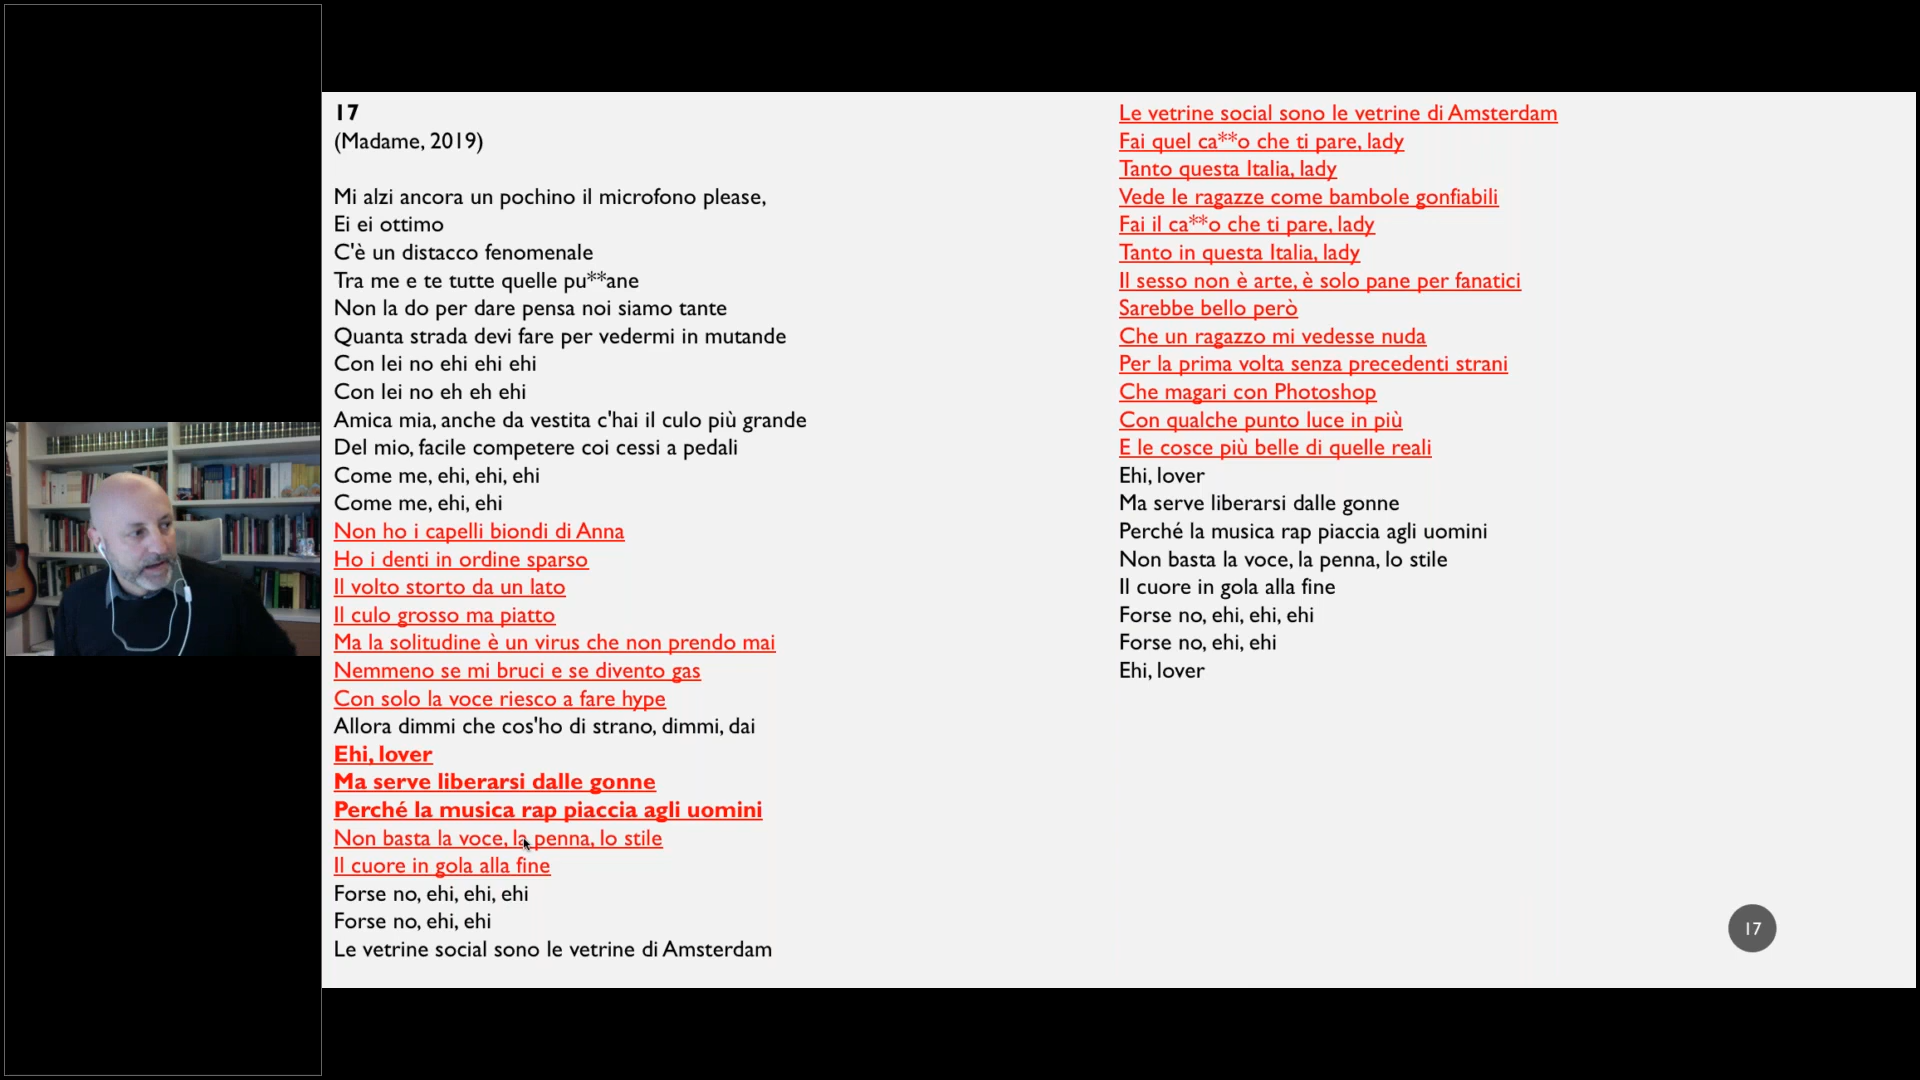 17
(Madame, 2019)
Mi alzi ancora un pochino il microfono please,
Ei ei ottimo
C'è un distacco fenomenale
Tra me e te tutte quelle pu**ane
Non la do per dare pensa noi siamo tante
Quanta strada devi fare per vedermi in mutande
Con lei no ehi ehi ehi
Con lei no eh eh ehi
Amica mia, anche da vestita c'hai il culo più grande
Del mio, facile competere coi cessi a pedali
Come me, ehi, ehi, ehi
Come me, ehi, ehi
Non ho i capelli biondi di Anna
Ho i denti in ordine sparso
Il volto storto da un lato
Il culo grosso ma piatto
Ma la solitudine è un virus che non prendo mai
Nemmeno se mi bruci e se divento gas
Con solo la voce riesco a fare hype
Allora dimmi che cos'ho di strano, dimmi, dai
Ehi, lover
Ma serve liberarsi dalle gonne
Perché la musica rap piaccia agli uomini
Non basta la voce, la penna, lo stile
Il cuore in gola alla fine
Forse no, ehi, ehi, ehi
Forse no, ehi, ehi
Le vetrine social sono le vetrine di Amsterdam
Le vetrine social sono le vetrine di Amsterdam
Fai quel ca**o che ti pare, lady
Tanto questa Italia, lady
Vede le ragazze come bambole gonfiabili
Fai il ca**o che ti pare, lady
Tanto in questa Italia, lady
Il sesso non è arte, è solo pane per fanatici
Sarebbe bello però
Che un ragazzo mi vedesse nuda
Per la prima volta senza precedenti strani
Che magari con Photoshop
Con qualche punto luce in più
E le cosce più belle di quelle reali
Ehi, lover
Ma serve liberarsi dalle gonne
Perché la musica rap piaccia agli uomini
Non basta la voce, la penna, lo stile
Il cuore in gola alla fine
Forse no, ehi, ehi, ehi
Forse no, ehi, ehi
Ehi, lover
17